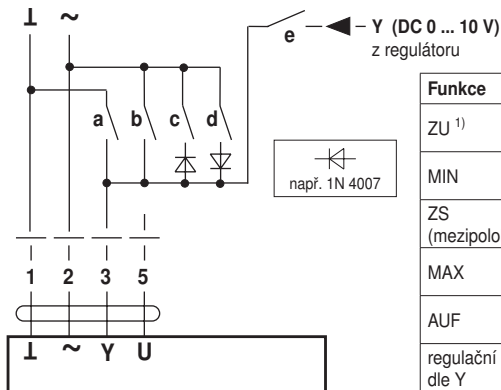 ⊥ ~
Y (DC 0 ... 10 V)
z regulátoru
e
a b c d
např. 1N 4007
1 2 3 5
⊥ ~ Y U
Funkce
ZU 1)
MIN
ZS
(mezipolo
MAX
AUF
regulační
dle Y